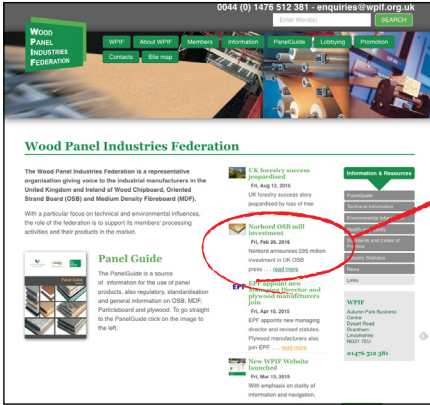 0044 (0) 1476 512 381 - enquiries@wpif.org.uk
Enter Word(s)
SEARCH
WOOD
PANEL
INDUSTRIES
FEDERATION
WPIF
About WPIF
Members
Information
PanelGuide
Lobbying
Promotion
Contacts
Site map
Wood Panel Industries Federation
The Wood Panel Industries Federation is a representative
organisation giving voice to the industrial manufacturers in the
United Kingdom and Ireland of Wood Chipboard, Oriented
Strand Board (OSB) and Medium Density Fibreboard (MDF).
With a particular focus on technical and environmental influences,
the role of the federation is to support its members' processing
activities and their products in the market.
Panel Guide
The PanelGuide is a source
of information for the use of panel
products, also regulatory, standardisation
and general information on OSB, MDF,
Particleboard and plywood. To go straight
to the PanelGuide click on the image to
the left.
UK forestry success
jeopardised
Fri, Aug 12, 2016
UK forestry success story
jeopardised by loss of tree
Norbord OSB mill
investment
Fri, Feb 26, 2016
Norbord announces £95 million
investment in UK OSB
press . . . read more
EPF
EPF appoint new
Managing Director and
plywood manufacturers
join
Fri, Apr 10, 2015
EPF appoints new managing
director and revised statutes.
Plywood manufacturers also
join EPF. . . . read more
New WPIF Website
launched
Fri, Mar 13, 2015
With emphasis on clarity of
information and navigation,
Information & Resources
PanelGuide
Technical Information
Environmental Information
Health and Safety
Standards and Codes of
Practice
Industry Statistics
News
Links
WPIF
Autumn Park Business
Centre
Dysart Road
Grantham
Lincolnshire
NG31 7EU
01476 512 381